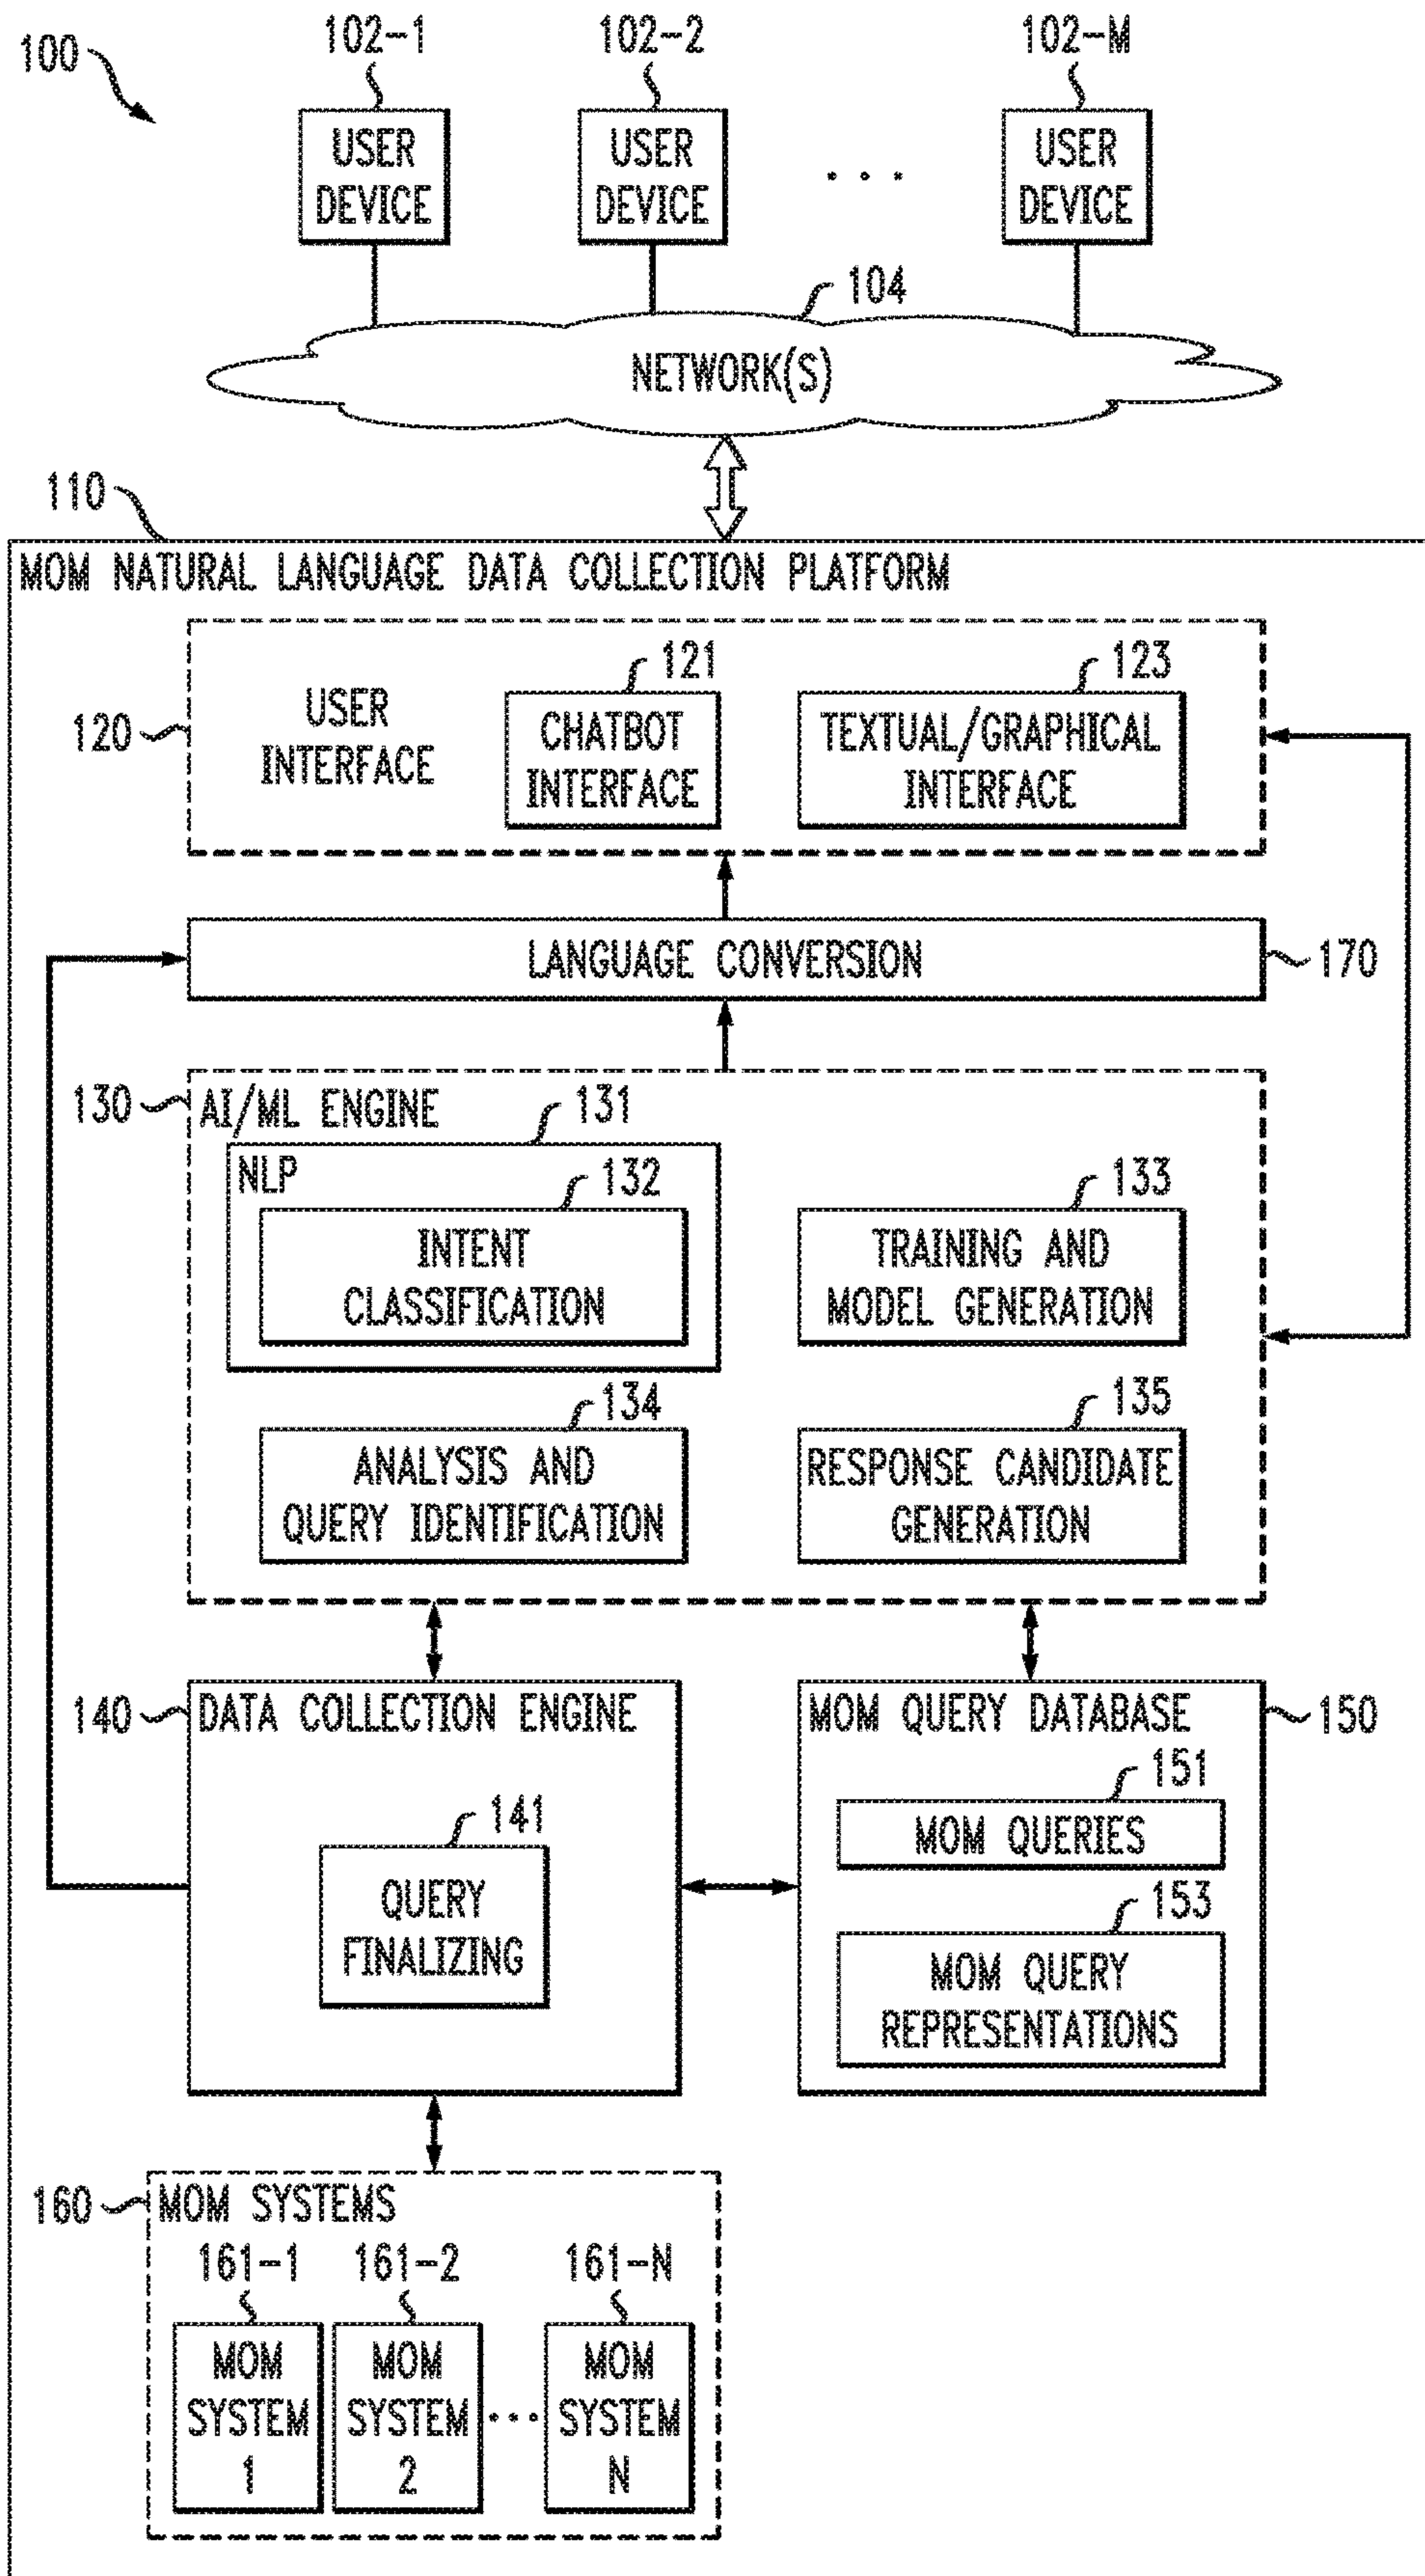 100
102-1
102-2
102-M
USER
DEVICE
USER
DEVICE
. . .
USER
DEVICE
104
NETWORK(S)
110
MOM NATURAL LANGUAGE DATA COLLECTION PLATFORM
120
USER
INTERFACE
121
CHATBOT
INTERFACE
123
TEXTUAL/GRAPHICAL
INTERFACE
LANGUAGE CONVERSION
170
130
AI/ML ENGINE
131
NLP
132
INTENT
CLASSIFICATION
133
TRAINING AND
MODEL GENERATION
134
ANALYSIS AND
QUERY IDENTIFICATION
135
RESPONSE CANDIDATE
GENERATION
140
DATA COLLECTION ENGINE
141
QUERY
FINALIZING
MOM QUERY DATABASE
150
151
MOM QUERIES
153
MOM QUERY
REPRESENTATIONS
160
MOM SYSTEMS
161-1
161-2
161-N
MOM
SYSTEM
1
MOM
SYSTEM
2
...
MOM
SYSTEM
N